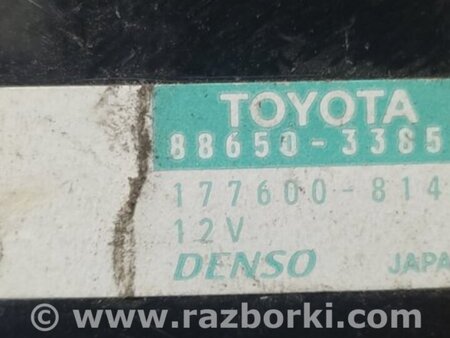 TOYOTA
88650-3385
177600-814
12V
DENSO JAPA
www.razborki.com